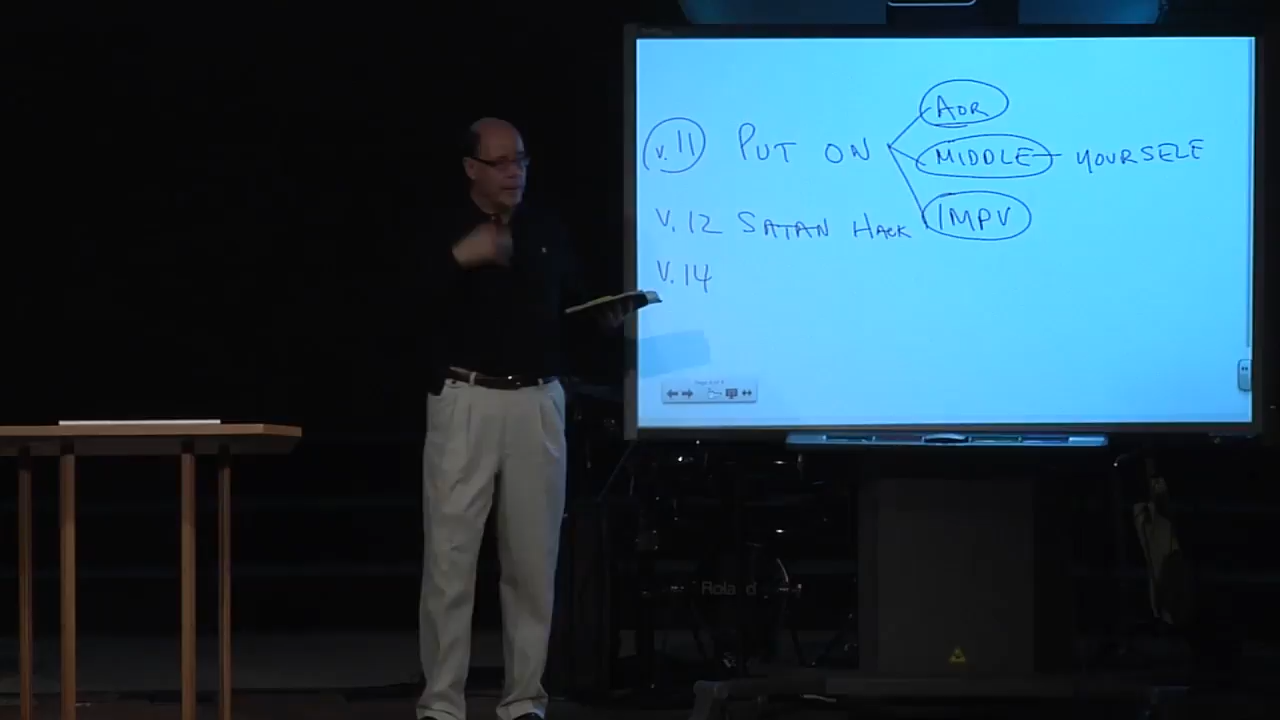 AOR
v.11 PUT ON MIDDLE - YOURSELF
IMPV
V.12 SATAN HACK
V.14
Roland